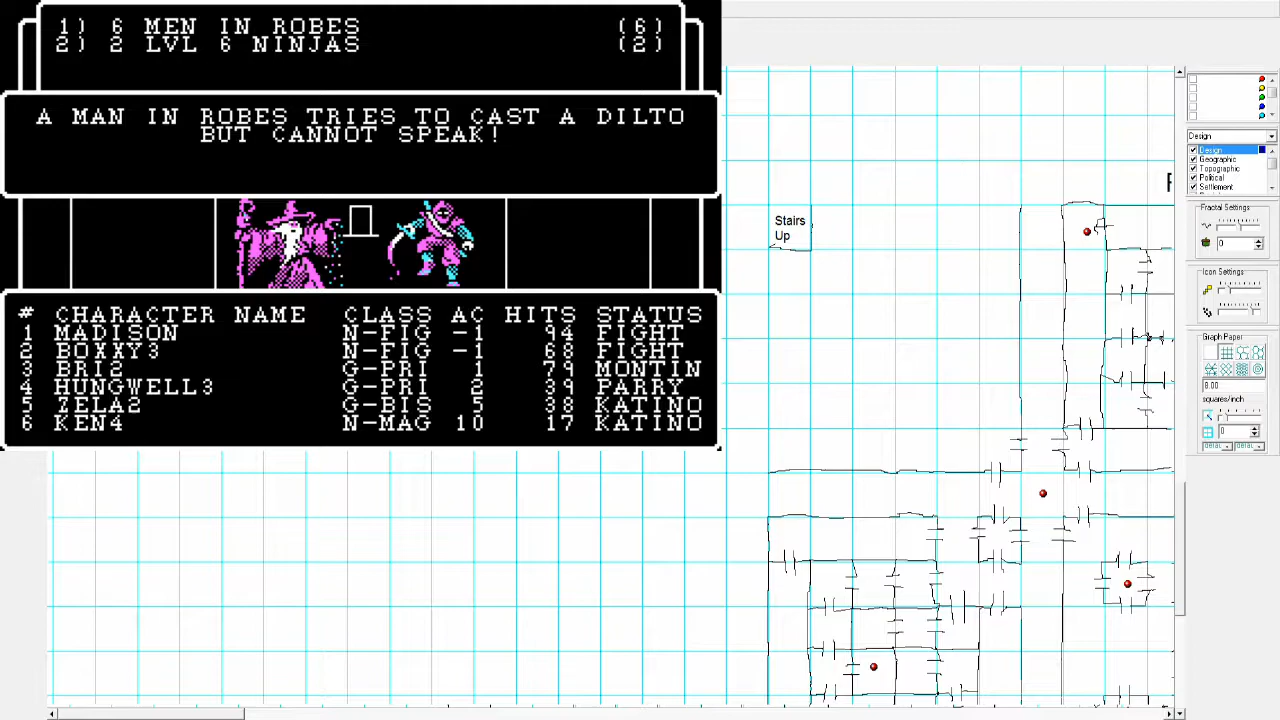 1) 6 MEN IN ROBES (6)
2) 2 LVL 6 NINJAS (2)
A MAN IN ROBES TRIES TO CAST A DILTO
BUT CANNOT SPEAK!
# CHARACTER NAME CLASS AC HITS STATUS
1 MADISON N-FIG -1 94 FIGHT
2 BOXXY3 N-FIG -1 68 FIGHT
3 BRI2 G-PRI 1 79 MONTIN
4 HUNGWELL3 G-PRI 2 39 PARRY
5 ZELA2 G-BIS 5 38 KATINO
6 KEN4 N-MAG 10 17 KATINO
Stairs
Up
Design
Design
Geographic
Topographic
Political
Settlement
Fractal Settings
0
Icon Settings
Graph Paper
8.00
squares/inch
0